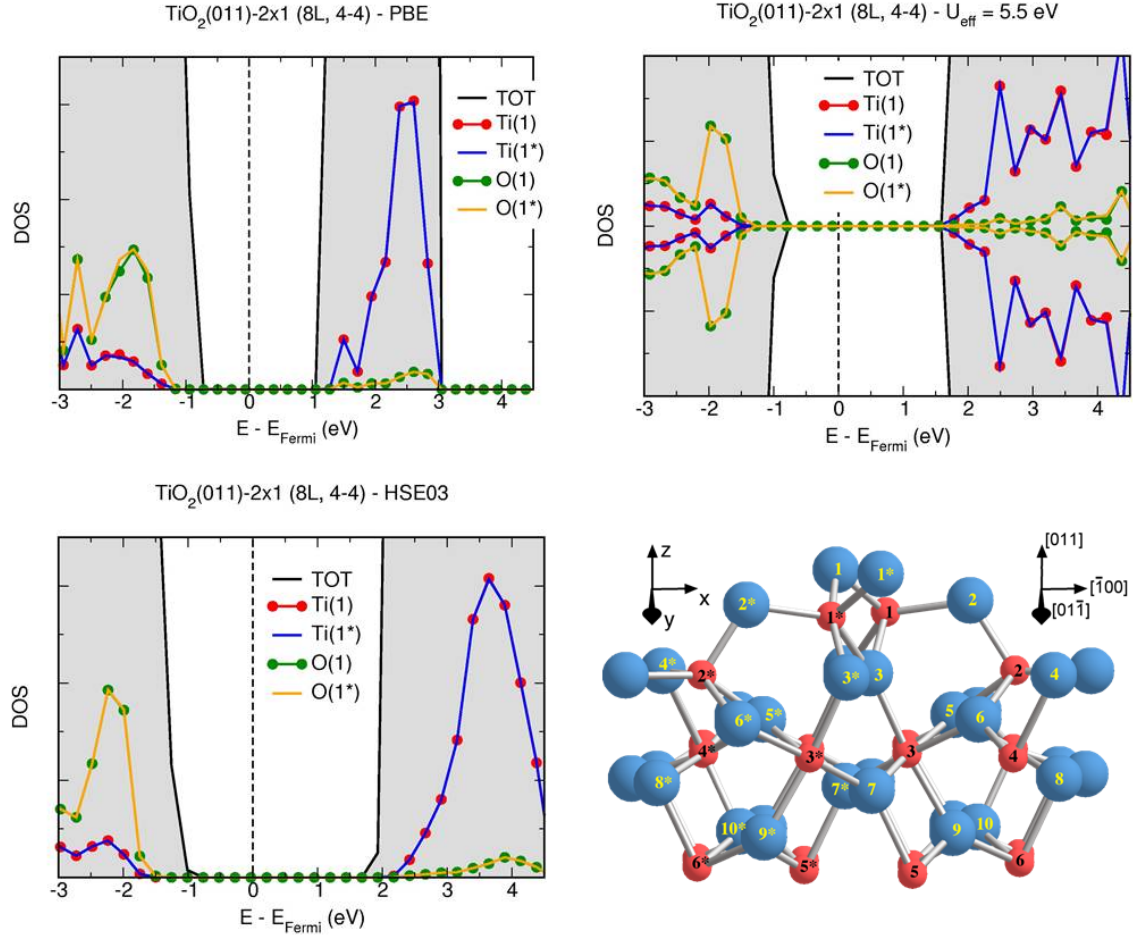 TiO2(011)-2x1 (8L, 4-4) - PBE
DOS
TOT
Ti(1)
Ti(1*)
O(1)
O(1*)
-3 -2 -1 0 1 2 3 4
E - EFermi (eV)
TiO2(011)-2x1 (8L, 4-4) - Ueff = 5.5 eV
DOS
TOT
Ti(1)
Ti(1*)
O(1)
O(1*)
-3 -2 -1 0 1 2 3 4
E - EFermi (eV)
TiO2(011)-2x1 (8L, 4-4) - HSE03
DOS
TOT
Ti(1)
Ti(1*)
O(1)
O(1*)
-3 -2 -1 0 1 2 3 4
E - EFermi (eV)
z
x
y
[011]
[1̄00]
[011̄]
1 1*
2* 1* 1 2
4* 2* 3* 3 2 4
6* 5* 5 6
4* 3* 3 4
8* 7* 7 8
10* 9* 9 10
6* 5* 5 6